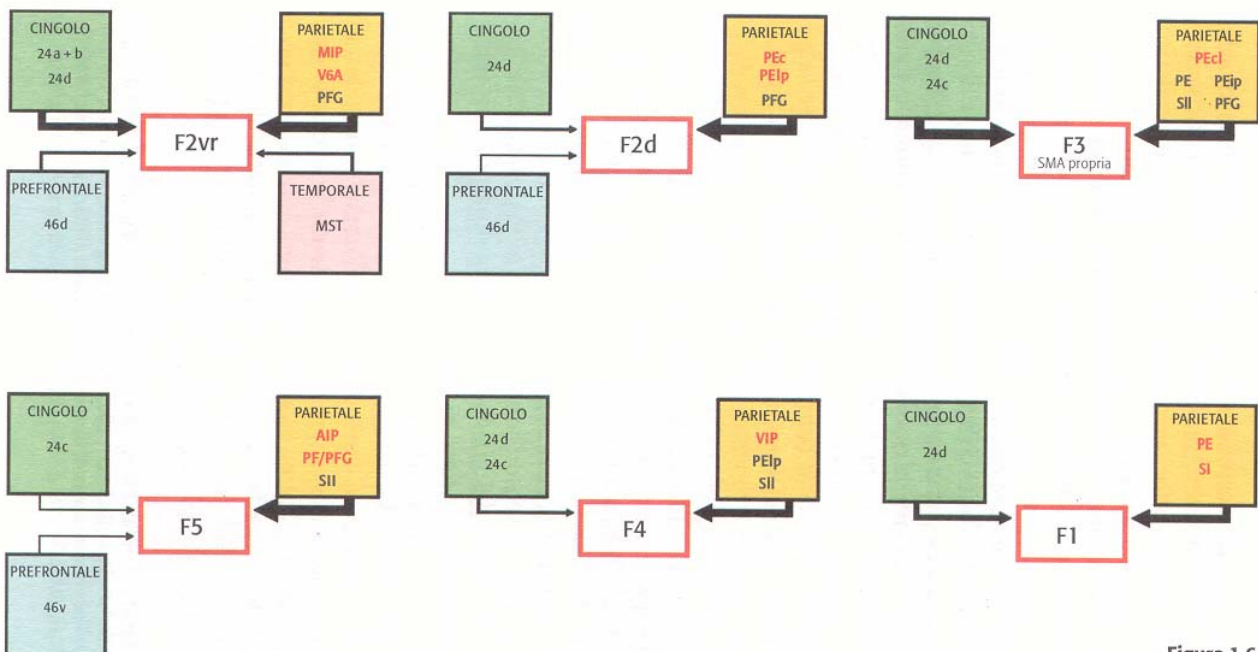 CINGOLO
24a + b
24d
PARIETALE
MIP
V6A
PFG
F2vr
PREFRONTALE
46d
TEMPORALE
MST
CINGOLO
24d
PARIETALE
PEc
PEIp
PFG
F2d
PREFRONTALE
46d
CINGOLO
24d
24c
PARIETALE
PEcl
PE PEip
SII PFG
F3
SMA propria
CINGOLO
24c
PARIETALE
AIP
PF/PFG
SII
F5
PREFRONTALE
46v
CINGOLO
24d
24c
PARIETALE
VIP
PEIp
SII
F4
CINGOLO
24d
PARIETALE
PE
SI
F1